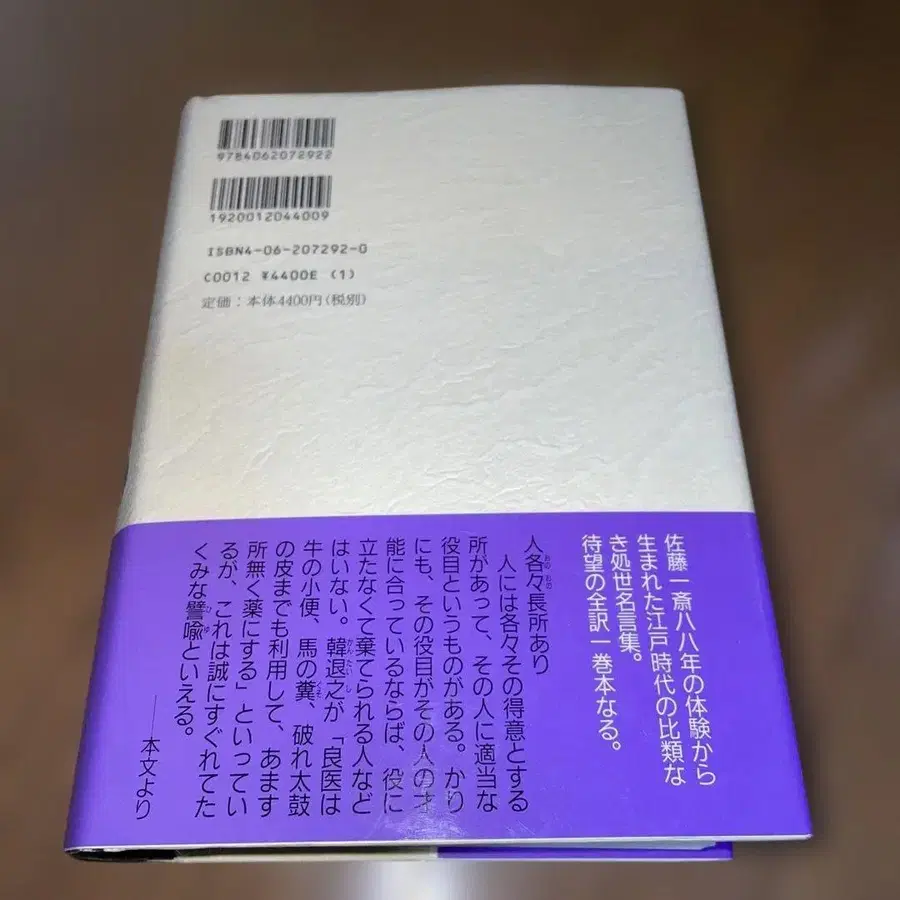 9784062072922
1920012044009
ISBN4-06-207292-0
C0012 ¥4400E (1)
定価：本体4400円（税別）
佐藤一斎八八年の体験から
生まれた江戸時代の比類な
き処世名言集。
待望の全訳一巻本なる。
人各々長所あり
人には各々その得意とする
所があって、その人に適当な
役目というものがある。かり
にも、その役目がその人の才
能に合っているならば、役に
立たなくて棄てられる人など
はいない。韓退之が「良医は
牛の小便、馬の糞、破れ太鼓
の皮までも利用して、あます
所無く薬にする」といってい
るが、これは誠にすぐれてた
くみな譬喩といえる。
——本文より